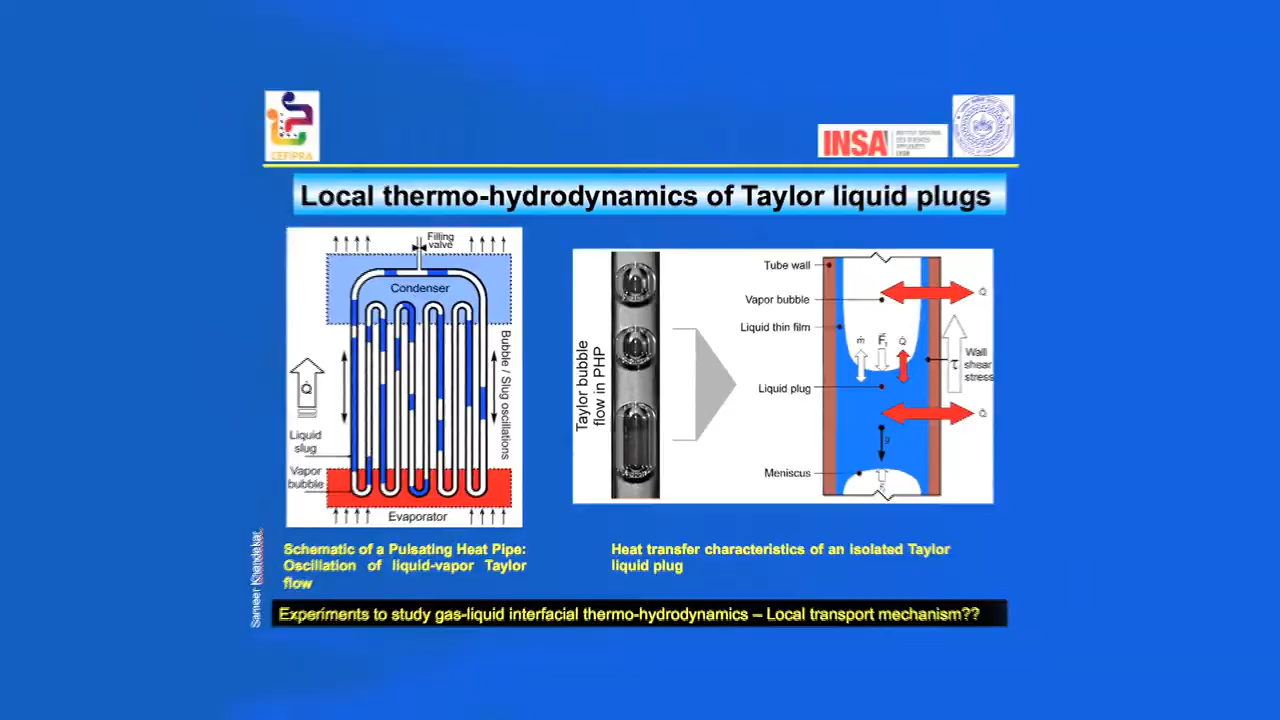 CEFIPRA
INSA
Local thermo-hydrodynamics of Taylor liquid plugs
Filling
valve
Condenser
Q
Liquid
slug
Vapor
bubble
Bubble / Slug oscillations
Evaporator
Taylor bubble
flow in PHP
Tube wall
Vapor bubble
Liquid thin film
Liquid plug
Meniscus
Q
ṁ
Q
τ
Wall
shear
stress
Q
g
Schematic of a Pulsating Heat Pipe:
Oscillation of liquid-vapor Taylor
flow
Heat transfer characteristics of an isolated Taylor
liquid plug
Sameer Khandekar,
Experiments to study gas-liquid interfacial thermo-hydrodynamics – Local transport mechanism??